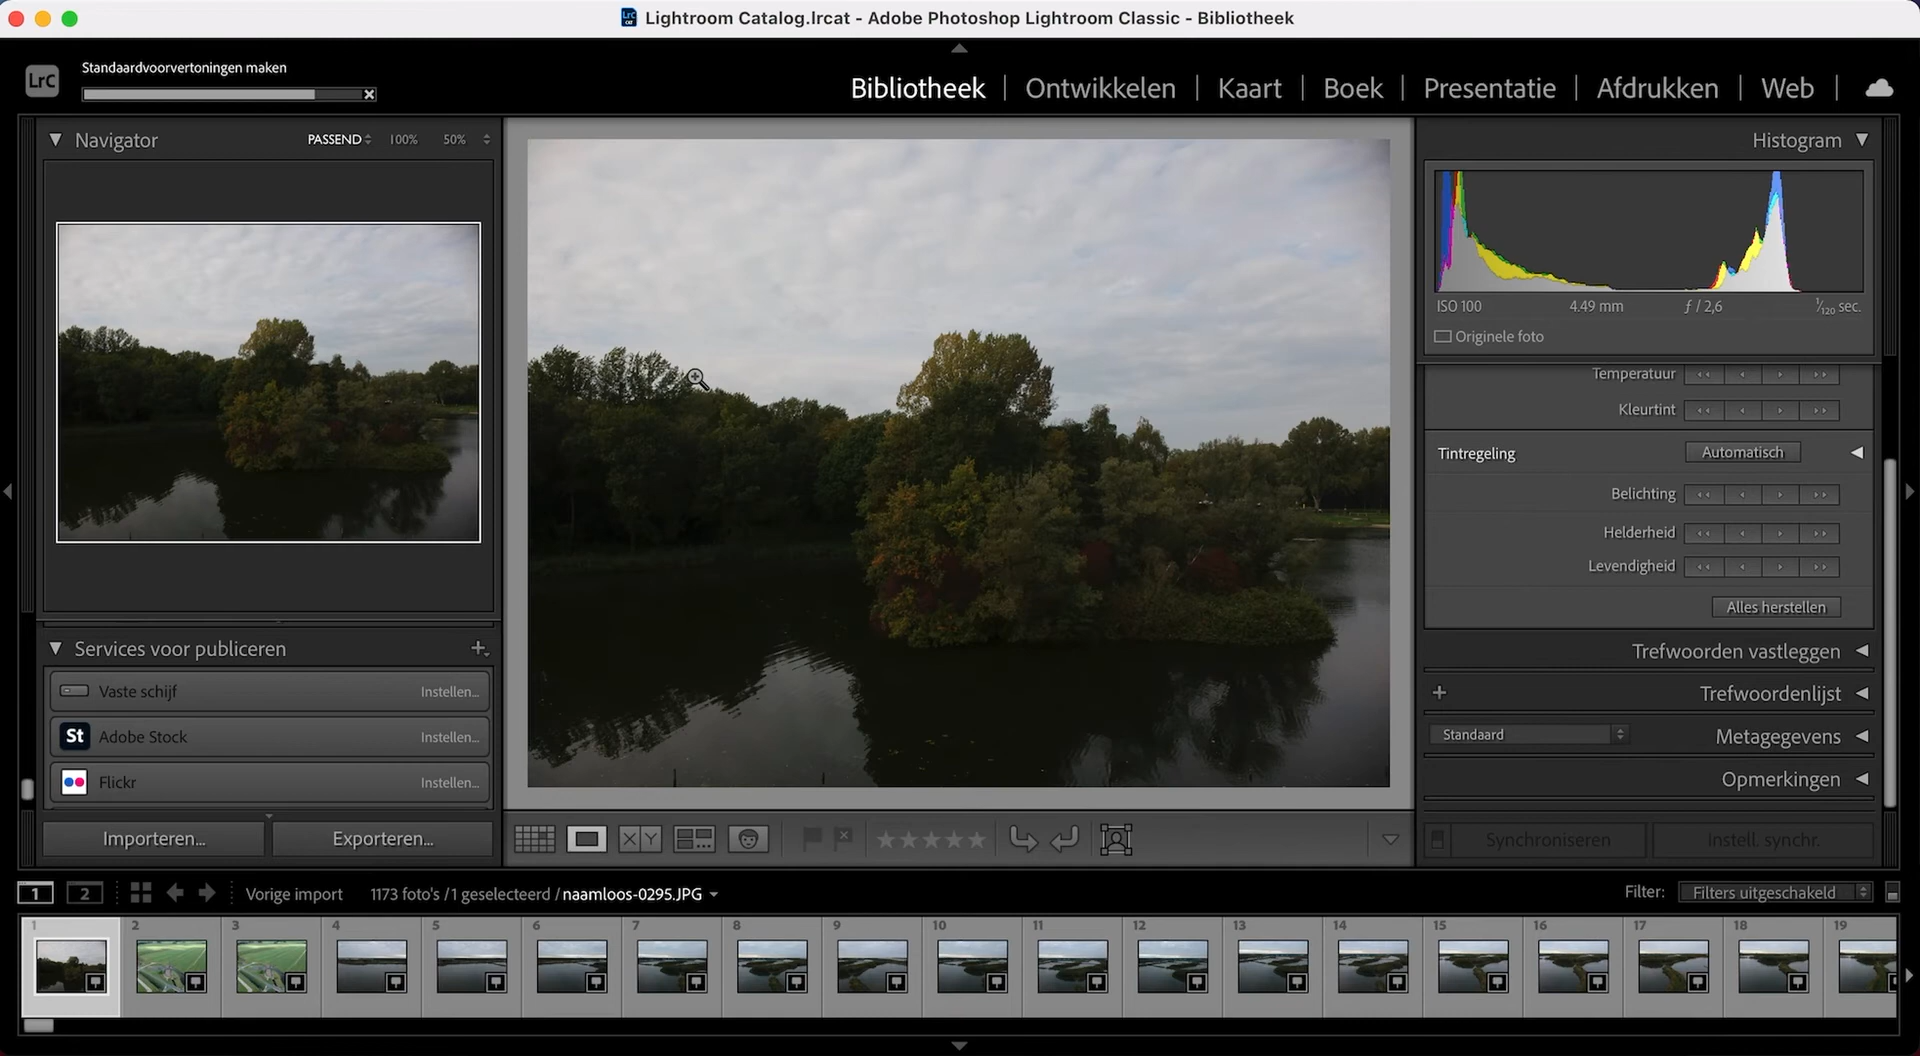 Lightroom Catalog.lrcat - Adobe Photoshop Lightroom Classic - Bibliotheek
LrC
Standaardvoorvertoningen maken
Bibliotheek | Ontwikkelen | Kaart | Boek | Presentatie | Afdrukken | Web |
Navigator PASSEND 100% 50%
Histogram
ISO 100 4.49 mm ƒ / 2,6 1/120 sec.
Originele foto
Temperatuur
Kleurtint
Tintregeling Automatisch
Belichting
Helderheid
Levendigheid
Alles herstellen
Services voor publiceren
Vaste schijf Instellen...
St Adobe Stock Instellen...
Flickr Instellen...
Importeren... Exporteren...
X Y
Trefwoorden vastleggen
Trefwoordenlijst
Standaard Metagegevens
Opmerkingen
Synchroniseren Instell. synchr.
1 2 Vorige import 1173 foto's / 1 geselecteerd / naamloos-0295.JPG
Filter: Filters uitgeschakeld
1 2 3 4 5 6 7 8 9 10 11 12 13 14 15 16 17 18 19